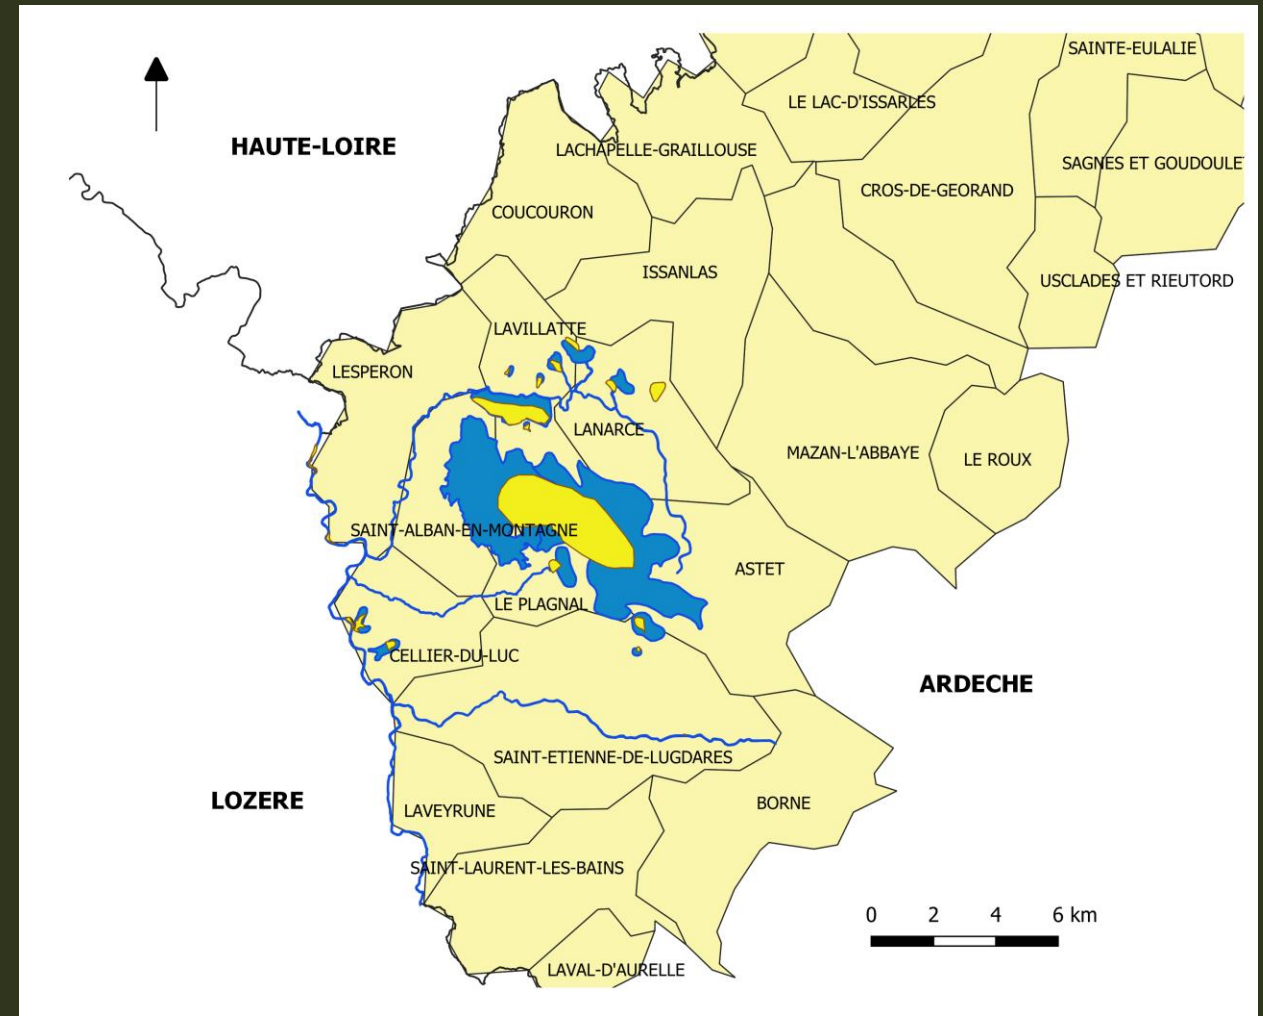 SAINTE-EULALIE
LE LAC-D'ISSARLES
HAUTE-LOIRE
LACHAPELLE-GRAILLOUSE
SAGNES ET GOUDOULE
CROS-DE-GEORAND
COUCOURON
ISSANLAS
USCLADES ET RIEUTORD
LAVILLATTE
LESPERON
LANARCE
MAZAN-L'ABBAYE
LE ROUX
SAINT-ALBAN-EN-MONTAGNE
ASTET
LE PLAGNAL
CELLIER-DU-LUC
ARDECHE
SAINT-ETIENNE-DE-LUGDARES
LOZERE
BORNE
LAVEYRUNE
SAINT-LAURENT-LES-BAINS
0 2 4 6 km
LAVAL-D'AURELLE